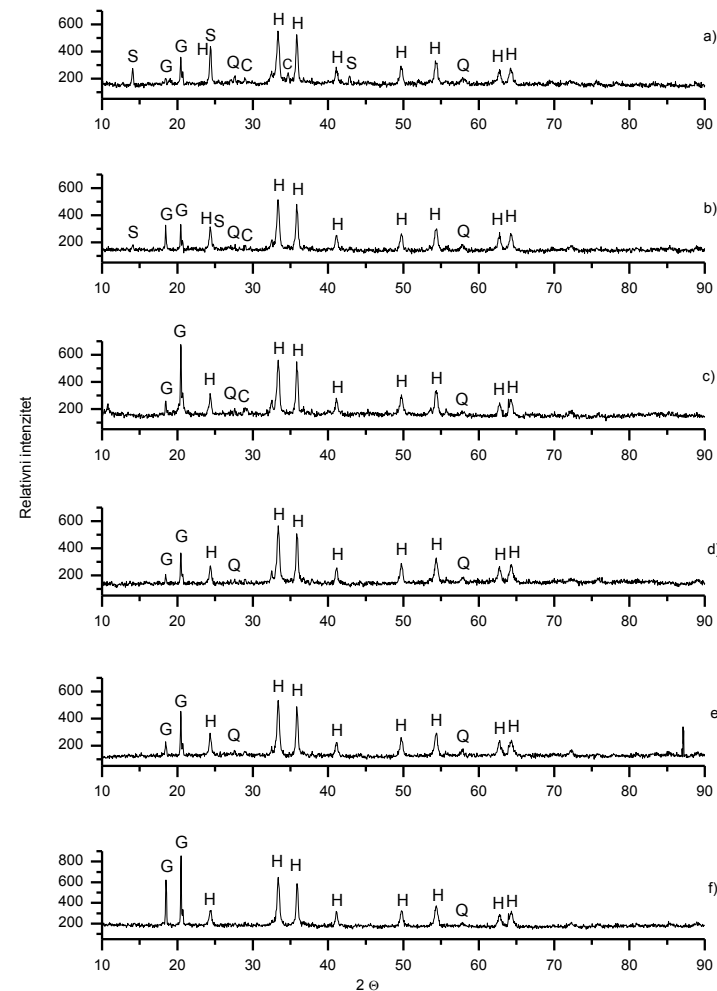 Relativni intenzitet
600
400
200
S G G H S Q C H C H H S H H Q H H
a)
10 20 30 40 50 60 70 80 90
600
400
200
S G G H S Q C H H H H H Q H H
b)
10 20 30 40 50 60 70 80 90
600
400
200
G G H Q C H H H H H Q H H
c)
10 20 30 40 50 60 70 80 90
600
400
200
G G H Q H H H H H Q H H
d)
10 20 30 40 50 60 70 80 90
600
400
200
G G H Q H H H H H Q H H
e
10 20 30 40 50 60 70 80 90
800
600
400
200
G G H H H H H H Q H H
f)
10 20 30 40 50 60 70 80 90
2 Θ